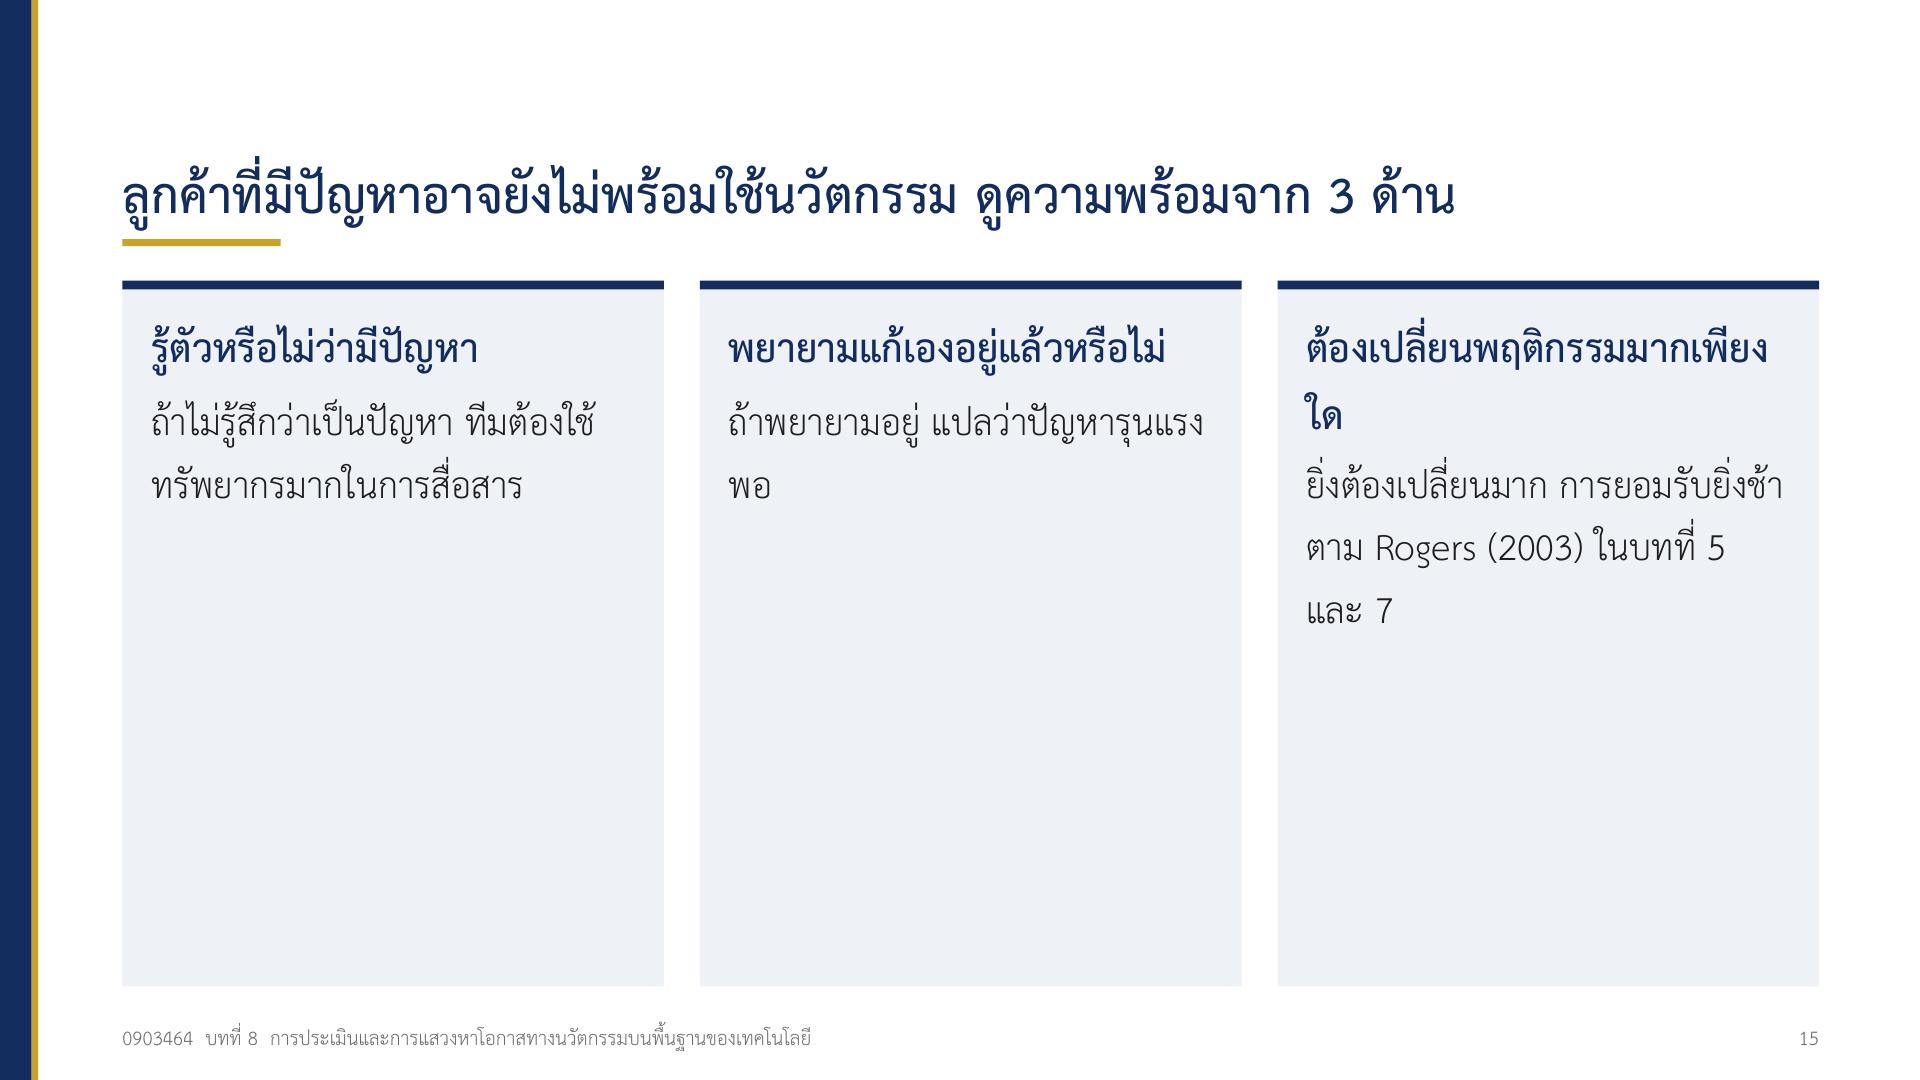 ลูกค้าที่มีปัญหาอาจยังไม่พร้อมใช้นวัตกรรม ดูความพร้อมจาก 3 ด้าน
รู้ตัวหรือไม่ว่ามีปัญหา
ถ้าไม่รู้สึกว่าเป็นปัญหา ทีมต้องใช้
ทรัพยากรมากในการสื่อสาร
พยายามแก้เองอยู่แล้วหรือไม่
ถ้าพยายามอยู่ แปลว่าปัญหารุนแรง
พอ
ต้องเปลี่ยนพฤติกรรมมากเพียง
ใด
ยิ่งต้องเปลี่ยนมาก การยอมรับยิ่งช้า
ตาม Rogers (2003) ในบทที่ 5
และ 7
0903464 บทที่ 8 การประเมินและการแสวงหาโอกาสทางนวัตกรรมบนพื้นฐานของเทคโนโลยี
15